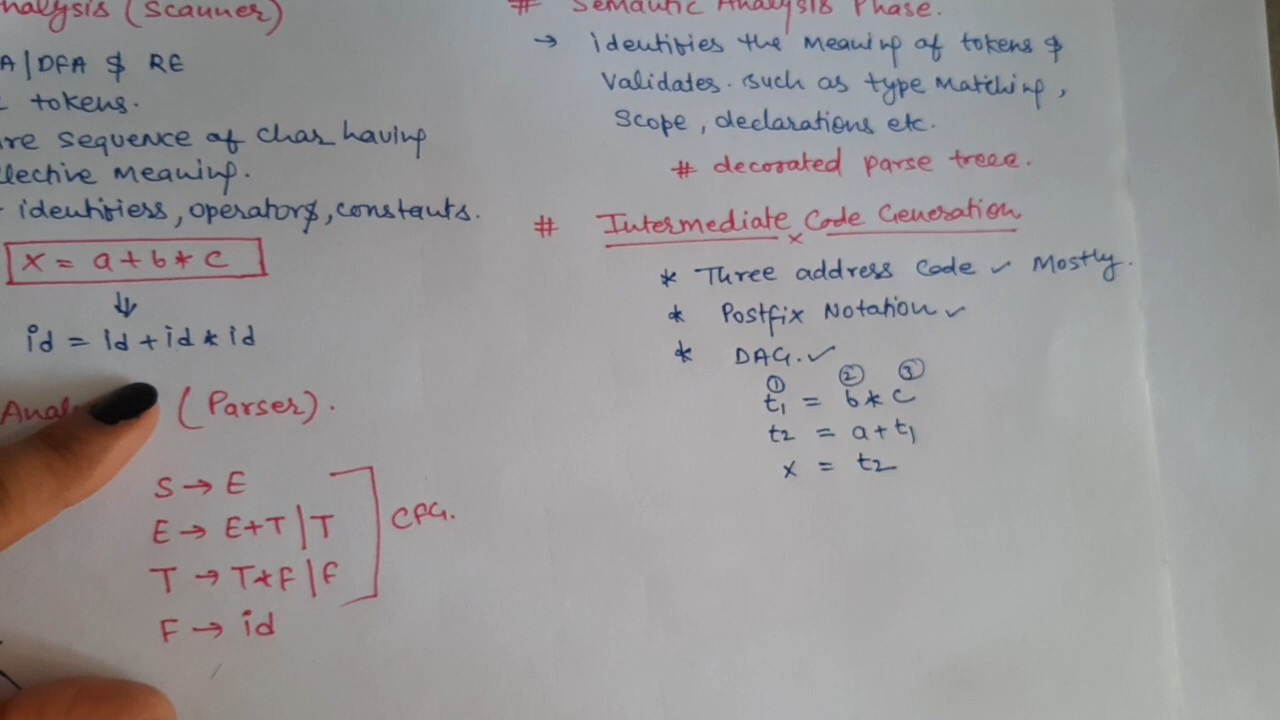 nalysis (Scanner)
A|DFA & RE
tokens.
re sequence of char having
llective meaning.
identifiers, operators, constants.
x = a + b * c
↓
id = id + id * id
Anal (Parser).
S → E
E → E+T | T
T → T*F | F
F → id
CFG.
# Semantic Analysis Phase.
→ identifies the meaning of tokens &
validates. such as type matching,
scope, declarations etc.
# decorated parse treee.
# Intermediate Code Generation
x
* Three address code ✓ Mostly.
* Postfix Notation ✓
* DAG. ✓
① ② ③
t1 = b * c
t2 = a + t1
x = t2